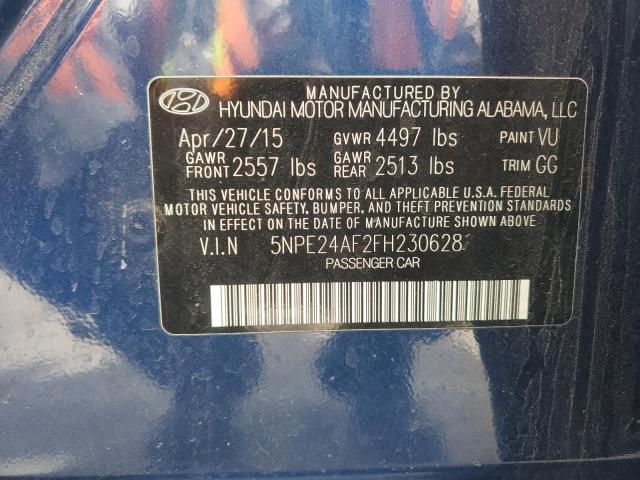 MANUFACTURED BY
HYUNDAI MOTOR MANUFACTURING ALABAMA, LLC
Apr/27/15 GVWR 4497 lbs PAINT VU
GAWR FRONT 2557 lbs GAWR REAR 2513 lbs TRIM GG
THIS VEHICLE CONFORMS TO ALL APPLICABLE U.S.A. FEDERAL
MOTOR VEHICLE SAFETY, BUMPER, AND THEFT PREVENTION STANDARDS
IN EFFECT ON THE DATE OF MANUFACTURE SHOWN ABOVE.
V.I.N 5NPE24AF2FH230628
PASSENGER CAR